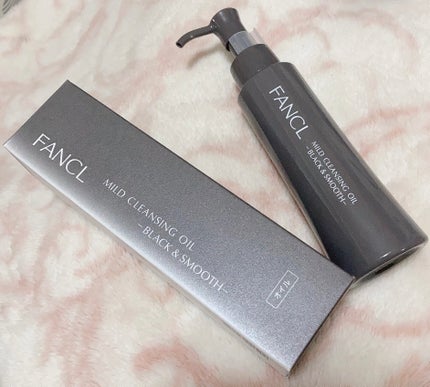 FANCL
MILD CLEANSING OIL
-BLACK & SMOOTH-
オイル
FANCL
MILD CLEANSING OIL
-BLACK & SMOOTH-